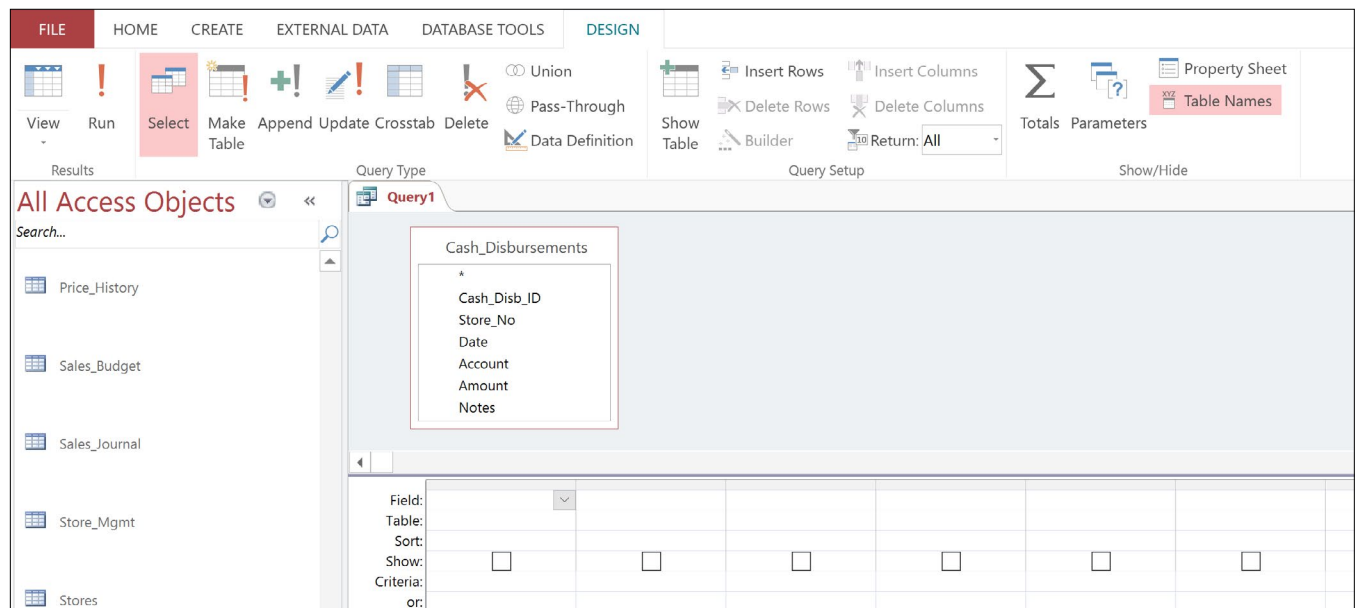 FILE HOME CREATE EXTERNAL DATA DATABASE TOOLS DESIGN
View
Run
Results
Select
Make
Table
Append
Update
Crosstab
Delete
Union
Pass-Through
Data Definition
Query Type
Show
Table
Insert Rows
Delete Rows
Builder
Insert Columns
Delete Columns
10 Return: All
Query Setup
Totals
Parameters
Property Sheet
XYZ Table Names
Show/Hide
All Access Objects «
Search...
Price_History
Sales_Budget
Sales_Journal
Store_Mgmt
Stores
Query1
Cash_Disbursements
*
Cash_Disb_ID
Store_No
Date
Account
Amount
Notes
Field:
Table:
Sort:
Show:
Criteria:
or: